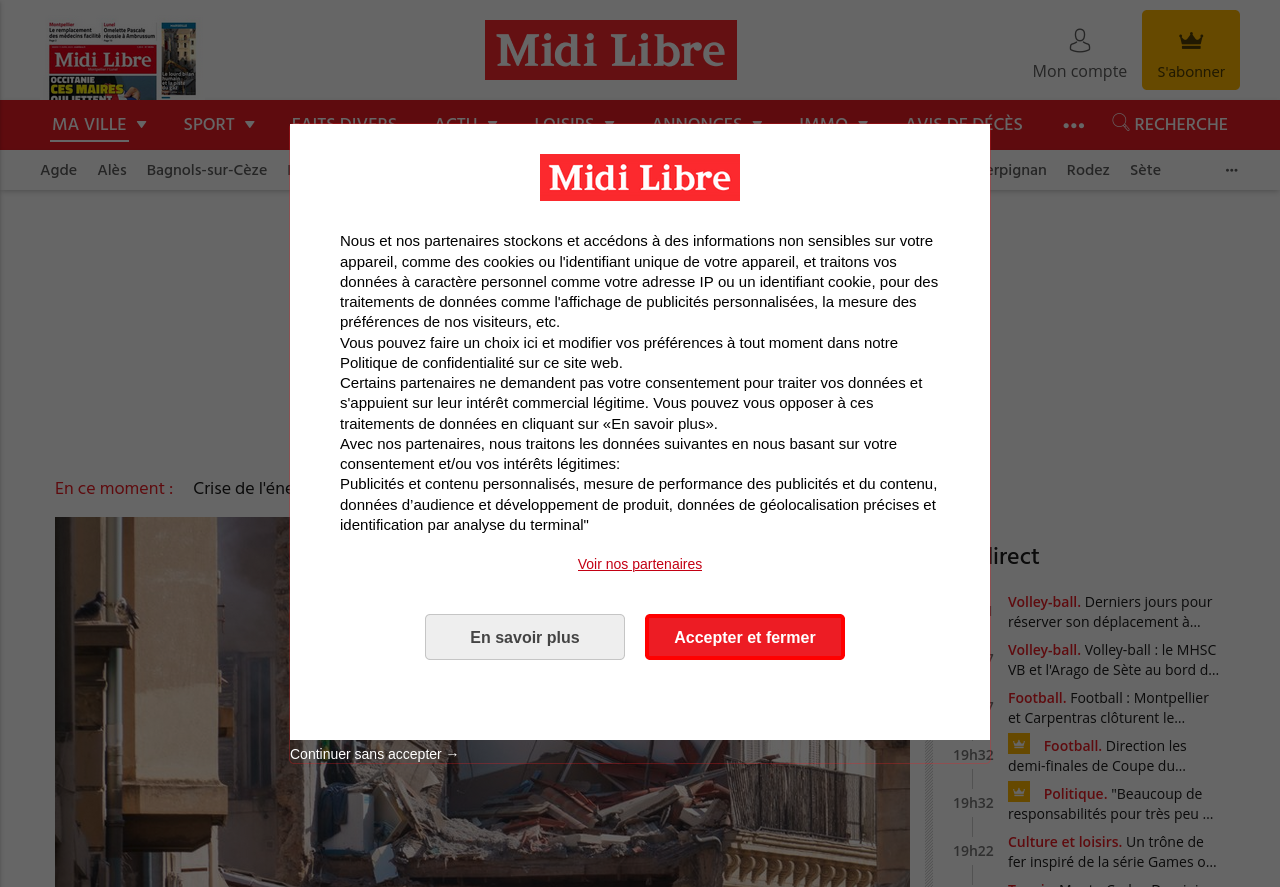 Montpellier
Le remplacement
des médecins facilité
Lunel
Omelette Pascale
réussie à Ambrussum
Midi Libre
OCCITANIE
CES MAIRES
Midi Libre
Mon compte
S'abonner
MA VILLE
SPORT
FAITS DIVERS
ACTU
LOISIRS
ANNONCES
IMMO
AVIS DE DÉCÈS
RECHERCHE
Agde
Alès
Bagnols-sur-Cèze
erpignan
Rodez
Sète
Midi Libre
Nous et nos partenaires stockons et accédons à des informations non sensibles sur votre
appareil, comme des cookies ou l'identifiant unique de votre appareil, et traitons vos
données à caractère personnel comme votre adresse IP ou un identifiant cookie, pour des
traitements de données comme l'affichage de publicités personnalisées, la mesure des
préférences de nos visiteurs, etc.
Vous pouvez faire un choix ici et modifier vos préférences à tout moment dans notre
Politique de confidentialité sur ce site web.
Certains partenaires ne demandent pas votre consentement pour traiter vos données et
s'appuient sur leur intérêt commercial légitime. Vous pouvez vous opposer à ces
traitements de données en cliquant sur «En savoir plus».
Avec nos partenaires, nous traitons les données suivantes en nous basant sur votre
consentement et/ou vos intérêts légitimes:
Publicités et contenu personnalisés, mesure de performance des publicités et du contenu,
données d’audience et développement de produit, données de géolocalisation précises et
identification par analyse du terminal"
Voir nos partenaires
En savoir plus
Accepter et fermer
Continuer sans accepter →
En ce moment :
Crise de l'éne
direct
Volley-ball. Derniers jours pour
réserver son déplacement à...
Volley-ball. Volley-ball : le MHSC
VB et l'Arago de Sète au bord d...
Football. Football : Montpellier
et Carpentras clôturent le...
19h32
Football. Direction les
demi-finales de Coupe du...
19h32
Politique. "Beaucoup de
responsabilités pour très peu ...
19h22
Culture et loisirs. Un trône de
fer inspiré de la série Games o...